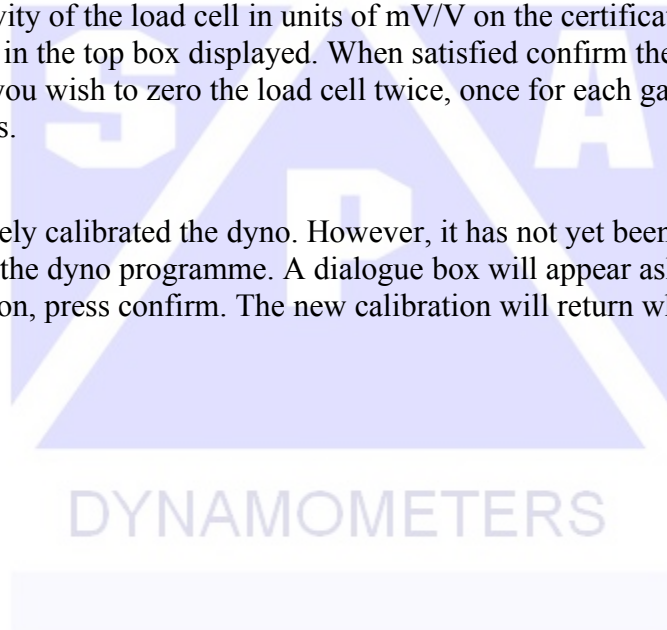 vity of the load cell in units of mV/V on the certifica
in the top box displayed. When satisfied confirm the
you wish to zero the load cell twice, once for each ga
s.
ely calibrated the dyno. However, it has not yet been
the dyno programme. A dialogue box will appear as
on, press confirm. The new calibration will return w
S P A
DYNAMOMETERS